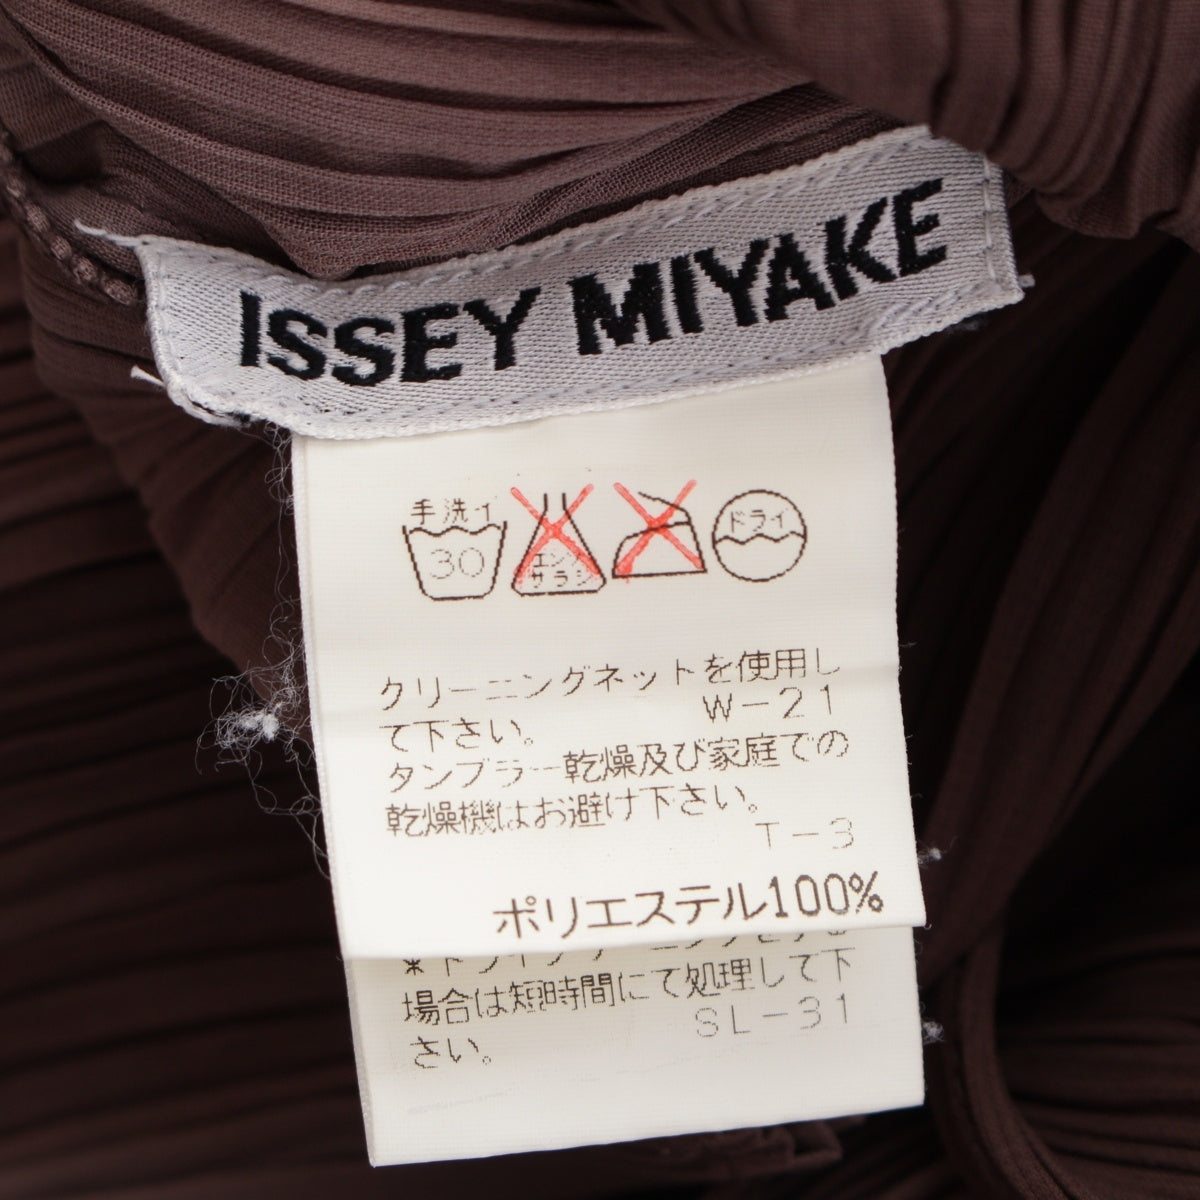 ISSEY MIYAKE
手洗イ
30
エンソ
サラシ
ドライ
クリーニングネットを使用し
て下さい。 W-21
タンブラー乾燥及び家庭での
乾燥機はお避け下さい。
T-3
ポリエステル100%
場合は短時間にて処理して下
さい。 SL-31